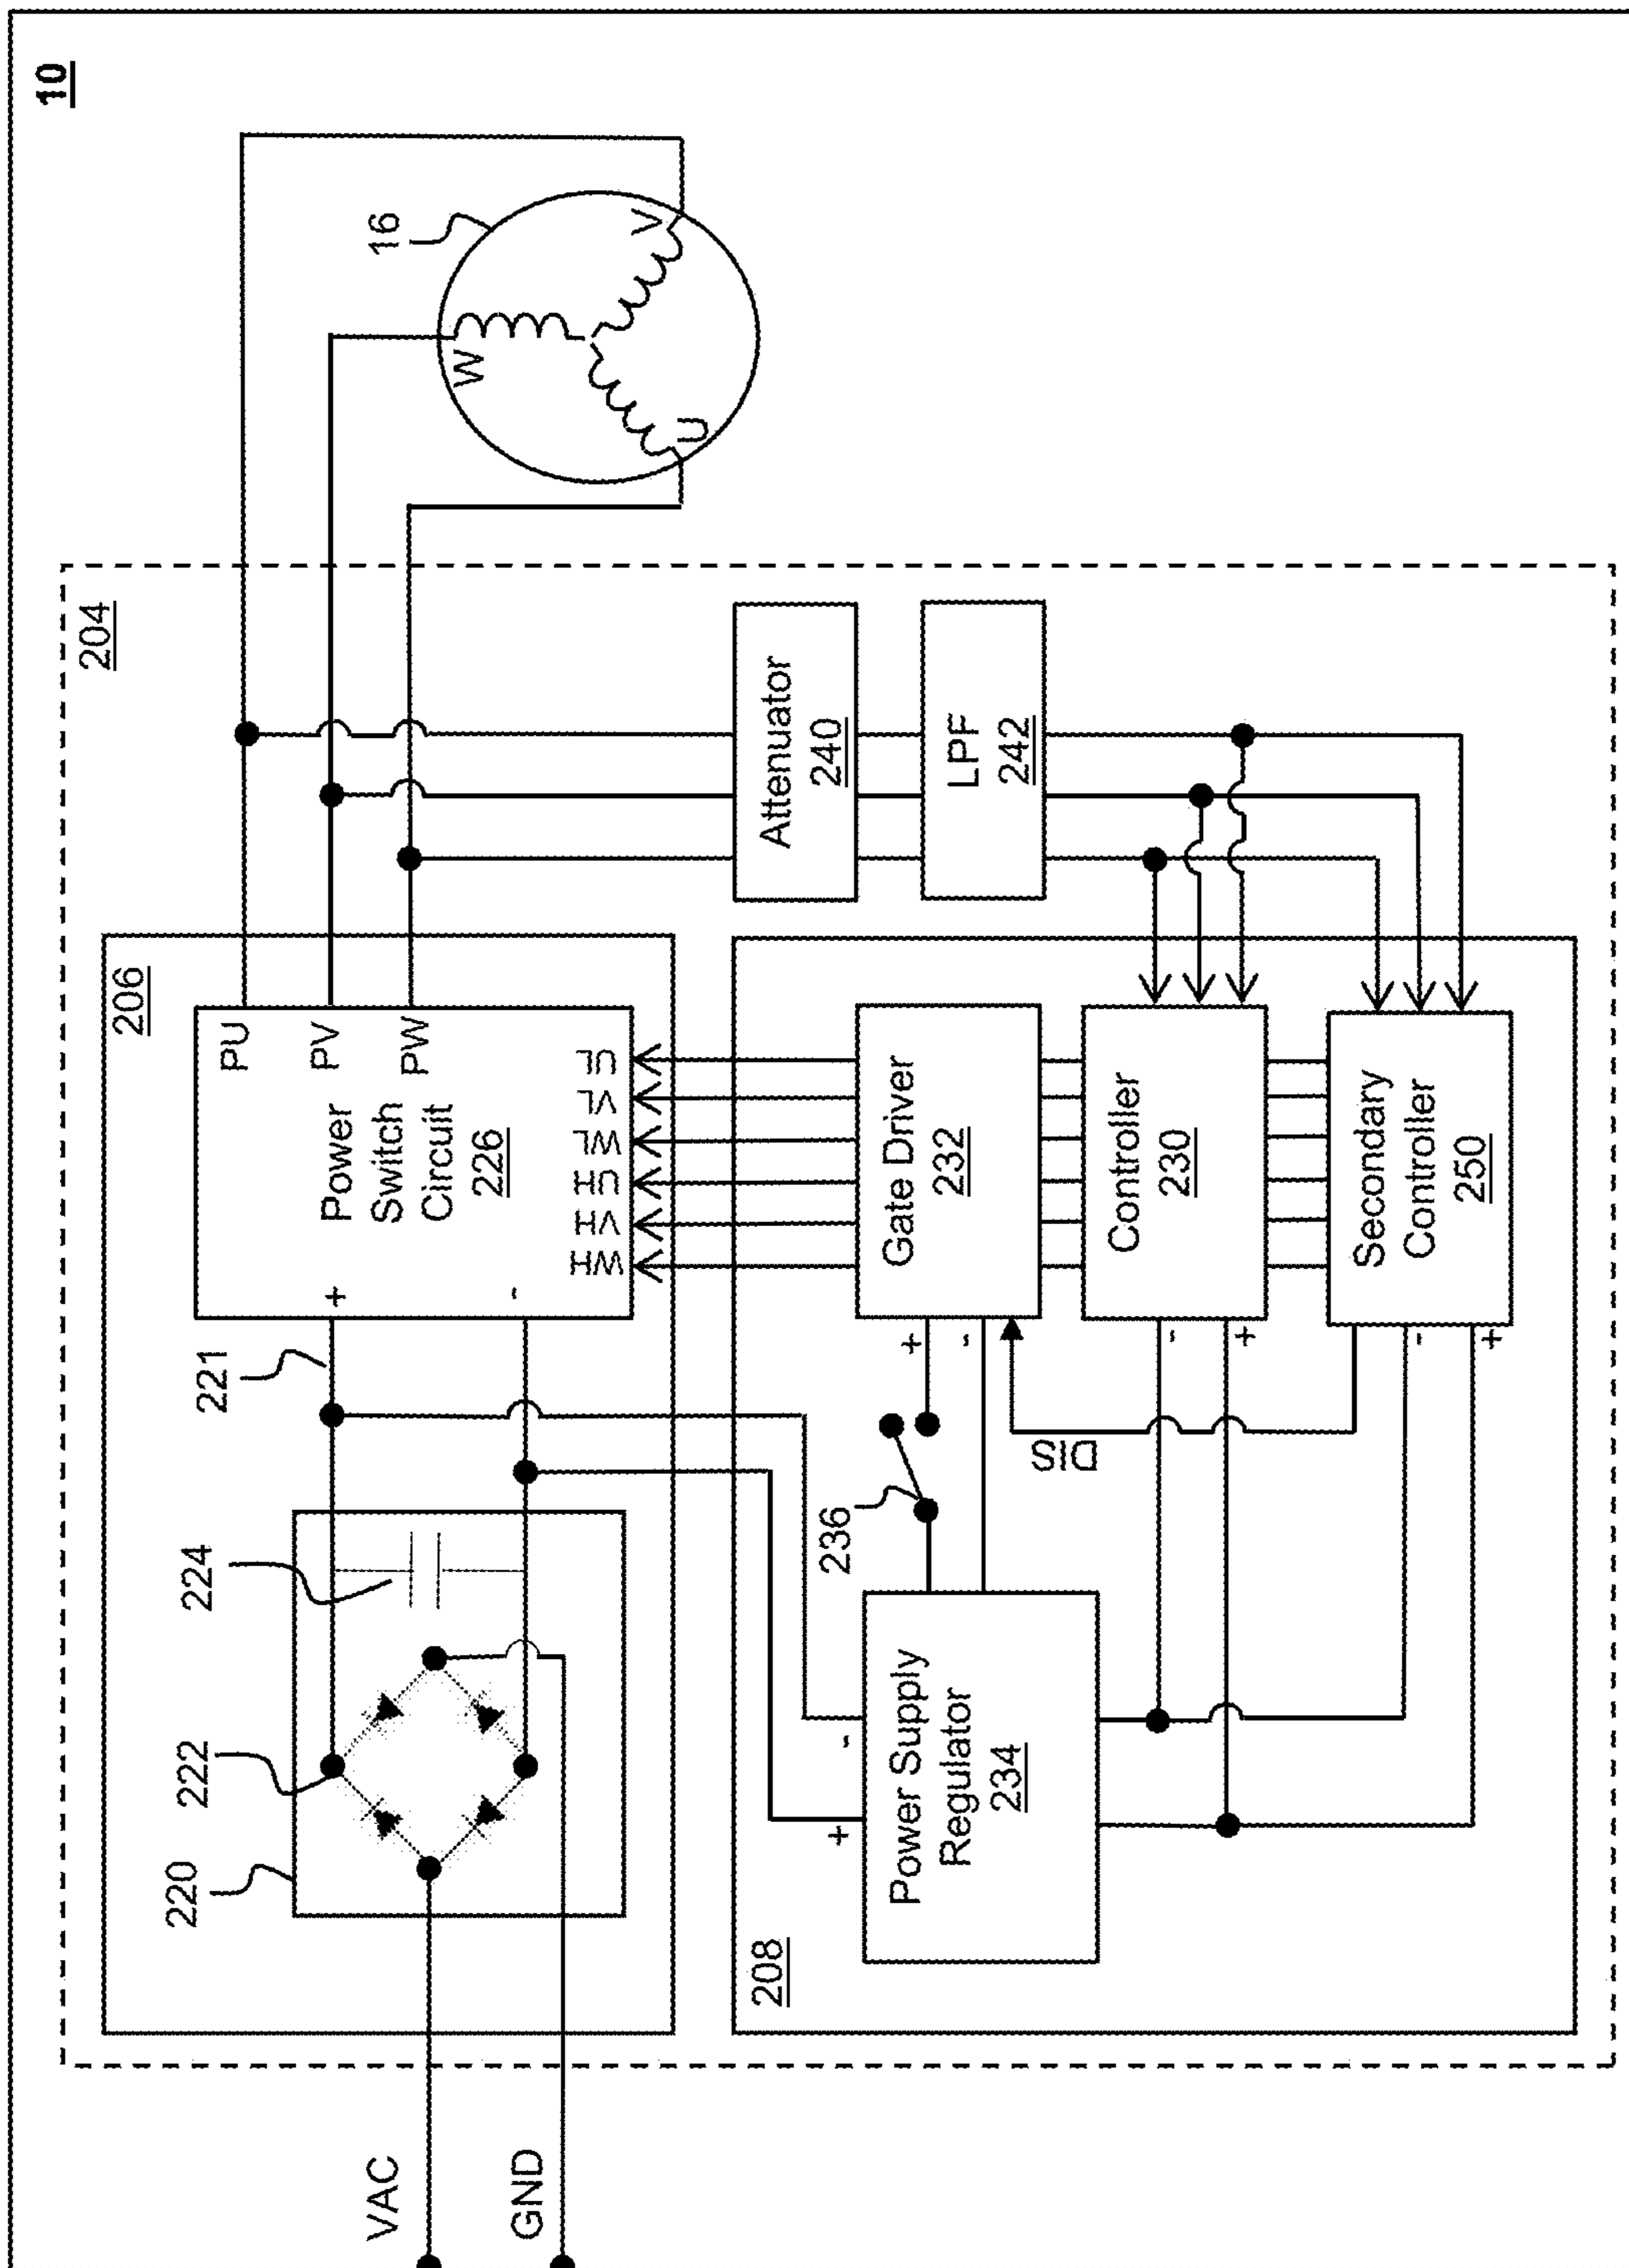 10
204
206
221
224
222
220
VAC
GND
+
-
Power
Switch
Circuit
226
PU
PV
PW
WH
VH
UH
WL
VL
UL
16
W
V
U
208
+
-
Power Supply
Regulator
234
236
+
-
DIS
Gate Driver
232
-
+
Controller
230
-
+
Secondary
Controller
250
Attenuator
240
LPF
242